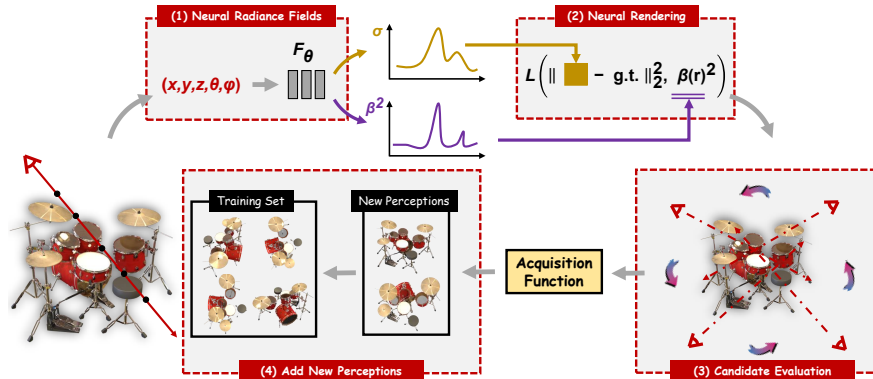 (1) Neural Radiance Fields
F_θ
(x,y,z,θ,φ)
σ
β²
(2) Neural Rendering
L ( ‖ − g.t. ‖²₂, β(r)² )
Training Set
New Perceptions
Acquisition
Function
(4) Add New Perceptions
(3) Candidate Evaluation